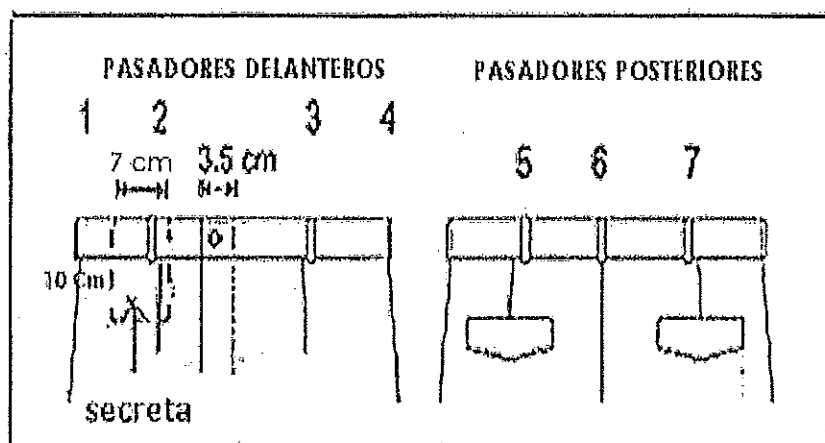 PASADORES DELANTEROS
1 2 3 4
7 cm 3.5 cm
10 cm
secreta
PASADORES POSTERIORES
5 6 7